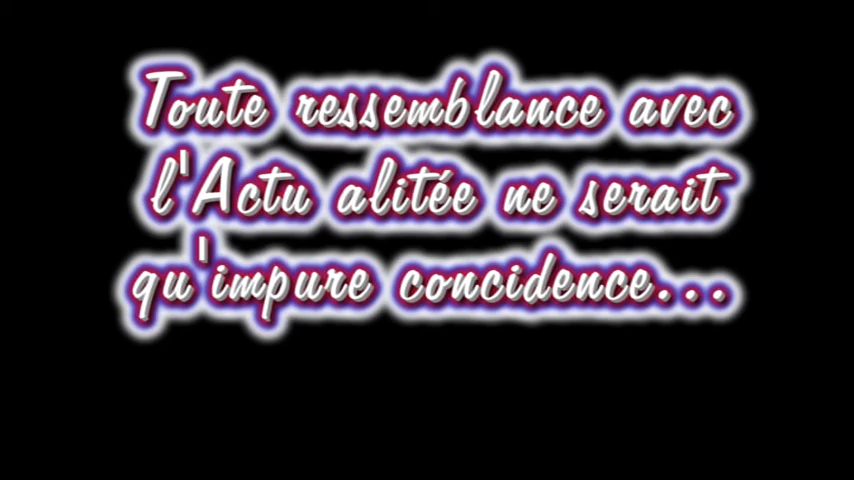 Toute ressemblance avec
l'Actu alitée ne serait
qu'impure concidence...